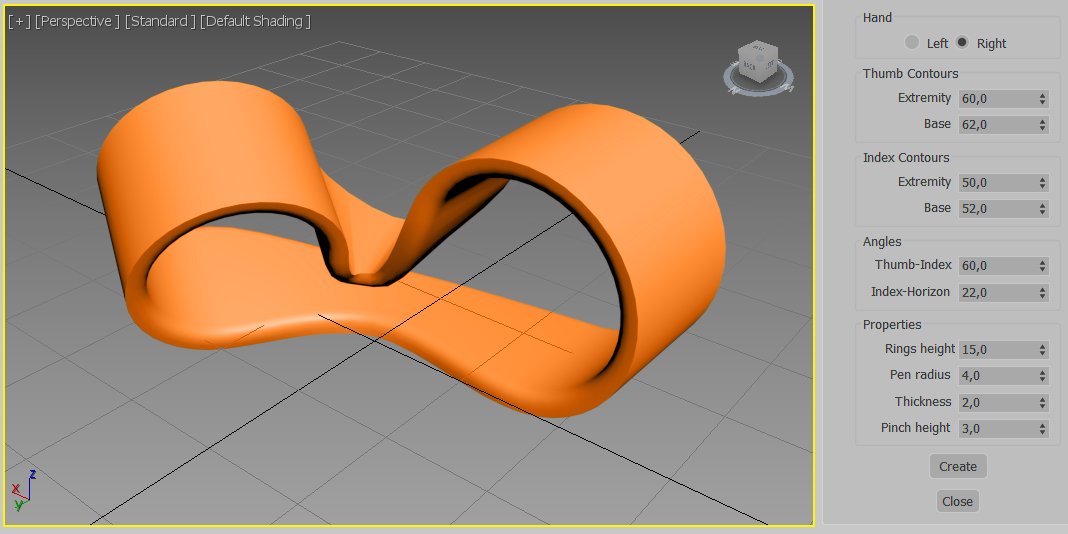 [ + ] [Perspective ] [Standard ] [Default Shading ]
Hand
Left Right
Thumb Contours
Extremity 60,0
Base 62,0
Index Contours
Extremity 50,0
Base 52,0
Angles
Thumb-Index 60,0
Index-Horizon 22,0
Properties
Rings height 15,0
Pen radius 4,0
Thickness 2,0
Pinch height 3,0
Create
Close
z
x
y